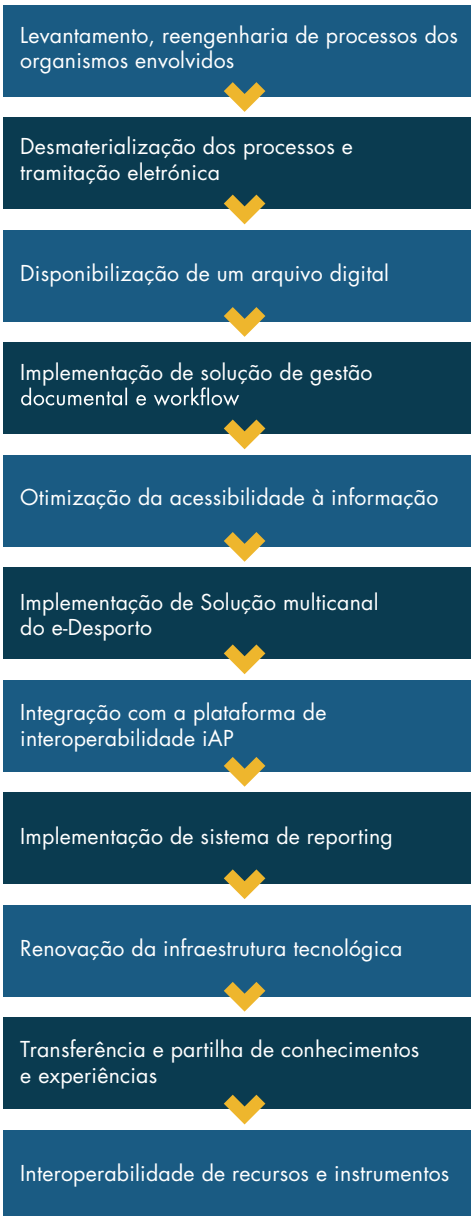 Levantamento, reengenharia de processos dos
organismos envolvidos
Desmaterialização dos processos e
tramitação eletrónica
Disponibilização de um arquivo digital
Implementação de solução de gestão
documental e workflow
Otimização da acessibilidade à informação
Implementação de Solução multicanal
do e-Desporto
Integração com a plataforma de
interoperabilidade iAP
Implementação de sistema de reporting
Renovação da infraestrutura tecnológica
Transferência e partilha de conhecimentos
e experiências
Interoperabilidade de recursos e instrumentos